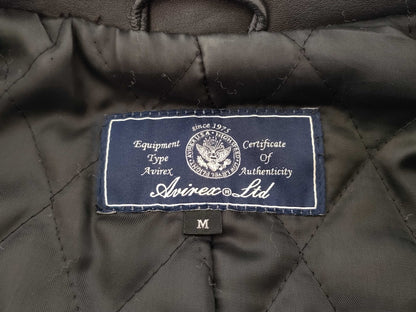 since 1975
Equipment
Type
Avirex
Certificate
Of
Authenticity
Avirex® Ltd
M